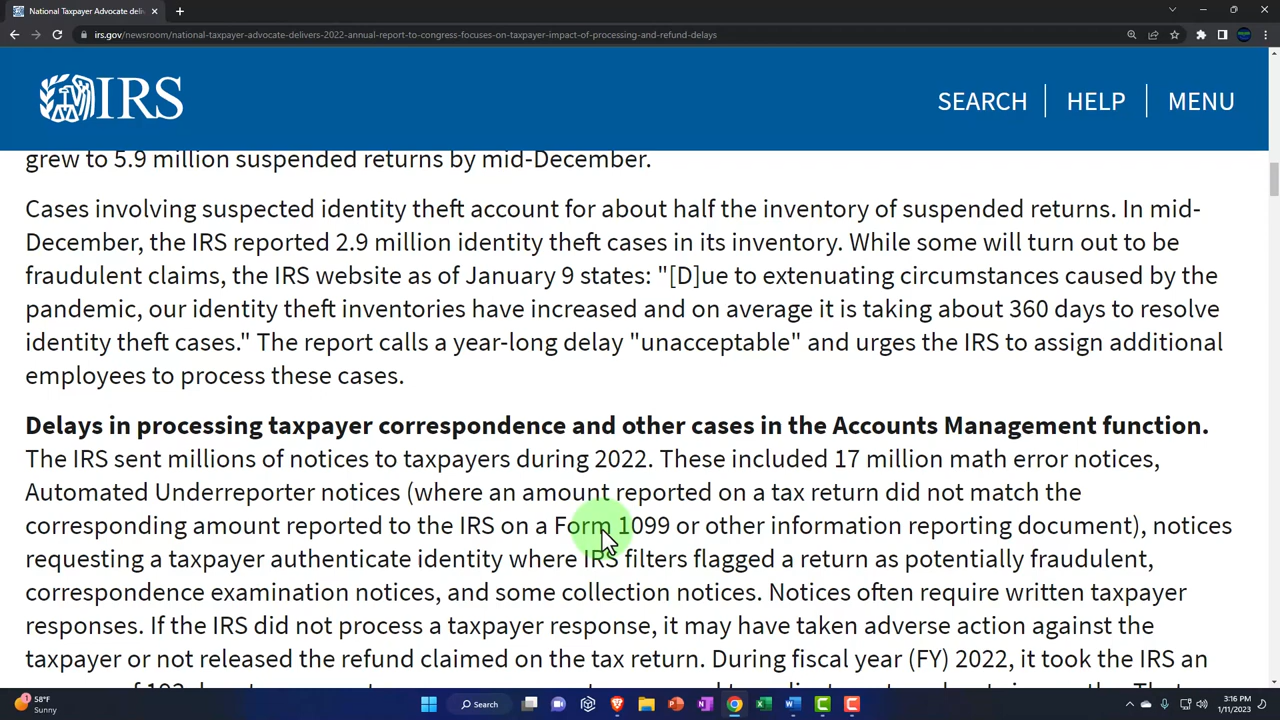 National Taxpayer Advocate deli
irs.gov/newsroom/national-taxpayer-advocate-delivers-2022-annual-report-to-congress-focuses-on-taxpayer-impact-of-processing-and-refund-delays
IRS
SEARCH
HELP
MENU
grew to 5.9 million suspended returns by mid-December.
Cases involving suspected identity theft account for about half the inventory of suspended returns. In mid-
December, the IRS reported 2.9 million identity theft cases in its inventory. While some will turn out to be
fraudulent claims, the IRS website as of January 9 states: "[D]ue to extenuating circumstances caused by the
pandemic, our identity theft inventories have increased and on average it is taking about 360 days to resolve
identity theft cases." The report calls a year-long delay "unacceptable" and urges the IRS to assign additional
employees to process these cases.
Delays in processing taxpayer correspondence and other cases in the Accounts Management function.
The IRS sent millions of notices to taxpayers during 2022. These included 17 million math error notices,
Automated Underreporter notices (where an amount reported on a tax return did not match the
corresponding amount reported to the IRS on a Form 1099 or other information reporting document), notices
requesting a taxpayer authenticate identity where IRS filters flagged a return as potentially fraudulent,
correspondence examination notices, and some collection notices. Notices often require written taxpayer
responses. If the IRS did not process a taxpayer response, it may have taken adverse action against the
taxpayer or not released the refund claimed on the tax return. During fiscal year (FY) 2022, it took the IRS an
1
58°F
Sunny
Search
3:16 PM
1/11/2023